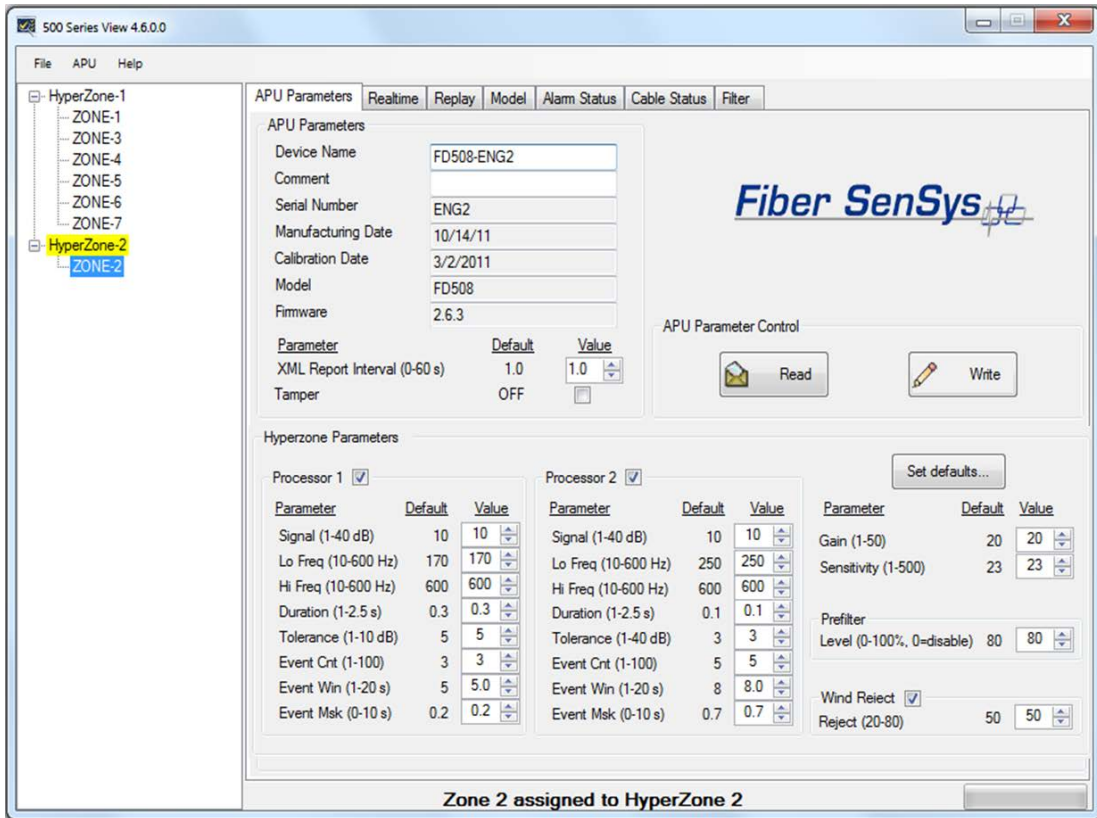 500 Series View 4.6.0.0
File APU Help
HyperZone-1
ZONE-1
ZONE-3
ZONE-4
ZONE-5
ZONE-6
ZONE-7
HyperZone-2
ZONE-2
APU Parameters Realtime Replay Model Alarm Status Cable Status Filter
APU Parameters
Device Name FD508-ENG2
Comment
Serial Number ENG2
Manufacturing Date 10/14/11
Calibration Date 3/2/2011
Model FD508
Firmware 2.6.3
Parameter Default Value
XML Report Interval (0-60 s) 1.0 1.0
Tamper OFF
Fiber SenSys
APU Parameter Control
Read Write
Hyperzone Parameters
Processor 1
Parameter Default Value
Signal (1-40 dB) 10 10
Lo Freq (10-600 Hz) 170 170
Hi Freq (10-600 Hz) 600 600
Duration (1-2.5 s) 0.3 0.3
Tolerance (1-10 dB) 5 5
Event Cnt (1-100) 3 3
Event Win (1-20 s) 5 5.0
Event Msk (0-10 s) 0.2 0.2
Processor 2
Parameter Default Value
Signal (1-40 dB) 10 10
Lo Freq (10-600 Hz) 250 250
Hi Freq (10-600 Hz) 600 600
Duration (1-2.5 s) 0.1 0.1
Tolerance (1-40 dB) 3 3
Event Cnt (1-100) 5 5
Event Win (1-20 s) 8 8.0
Event Msk (0-10 s) 0.7 0.7
Set defaults...
Parameter Default Value
Gain (1-50) 20 20
Sensitivity (1-500) 23 23
Prefilter
Level (0-100%, 0=disable) 80 80
Wind Reject
Reject (20-80) 50 50
Zone 2 assigned to HyperZone 2